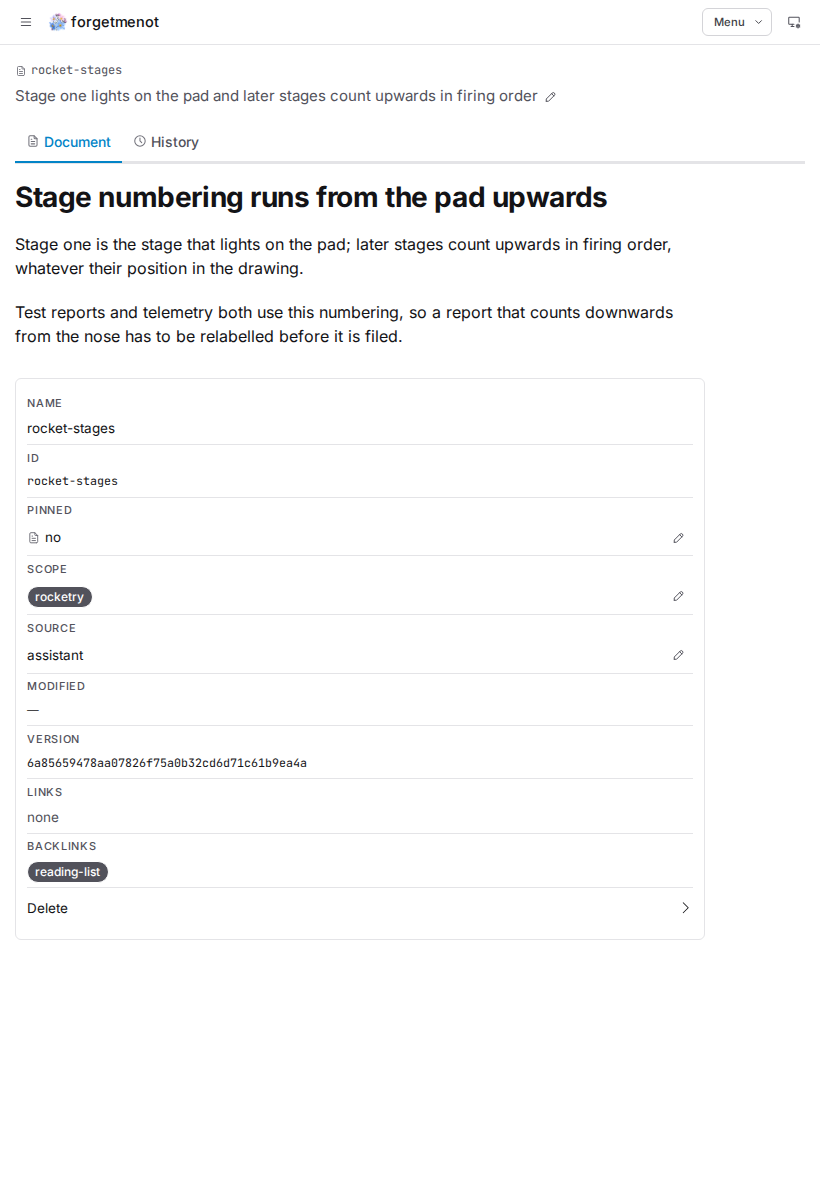 forgetmenot
Menu
rocket-stages
Stage one lights on the pad and later stages count upwards in firing order
Document
History
Stage numbering runs from the pad upwards
Stage one is the stage that lights on the pad; later stages count upwards in firing order,
whatever their position in the drawing.
Test reports and telemetry both use this numbering, so a report that counts downwards
from the nose has to be relabelled before it is filed.
NAME
rocket-stages
ID
rocket-stages
PINNED
no
SCOPE
rocketry
SOURCE
assistant
MODIFIED
—
VERSION
6a85659478aa07826f75a0b32cd6d71c61b9ea4a
LINKS
none
BACKLINKS
reading-list
Delete